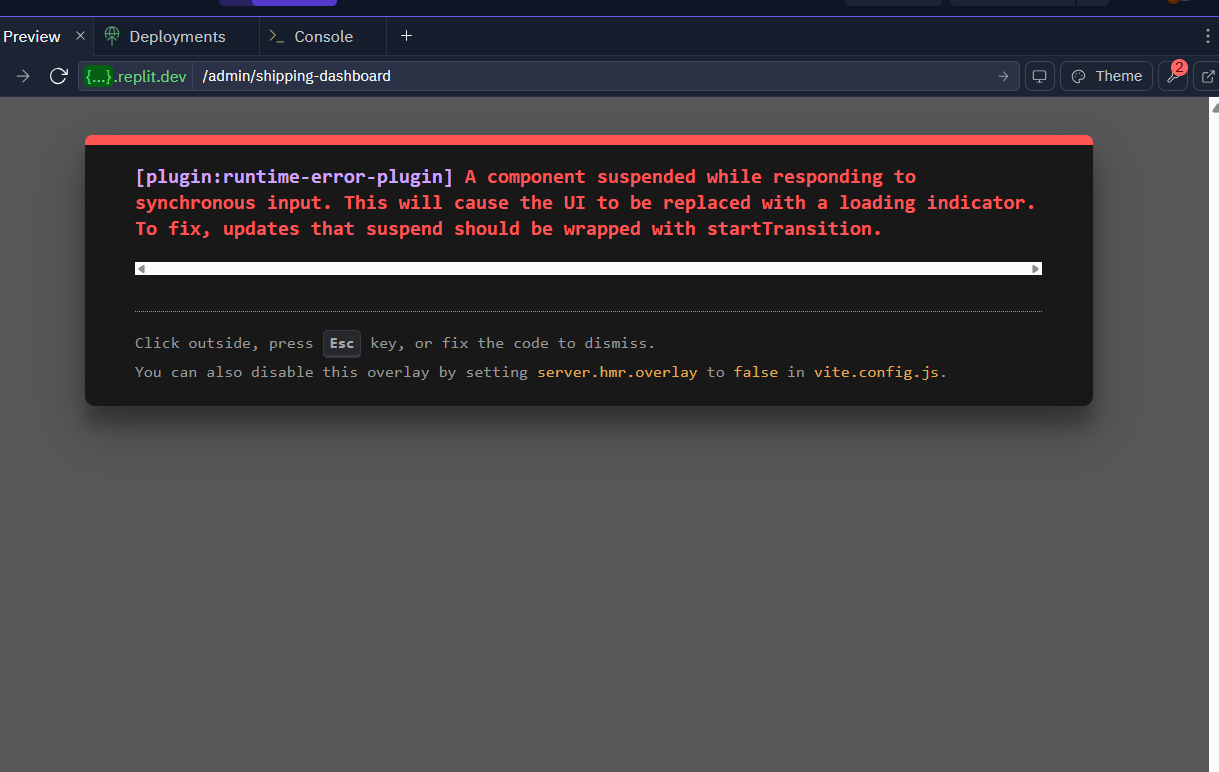 Preview
Deployments
Console
{...}.replit.dev
/admin/shipping-dashboard
Theme
2
[plugin:runtime-error-plugin] A component suspended while responding to
synchronous input. This will cause the UI to be replaced with a loading indicator.
To fix, updates that suspend should be wrapped with startTransition.
Click outside, press Esc key, or fix the code to dismiss.
You can also disable this overlay by setting server.hmr.overlay to false in vite.config.js.